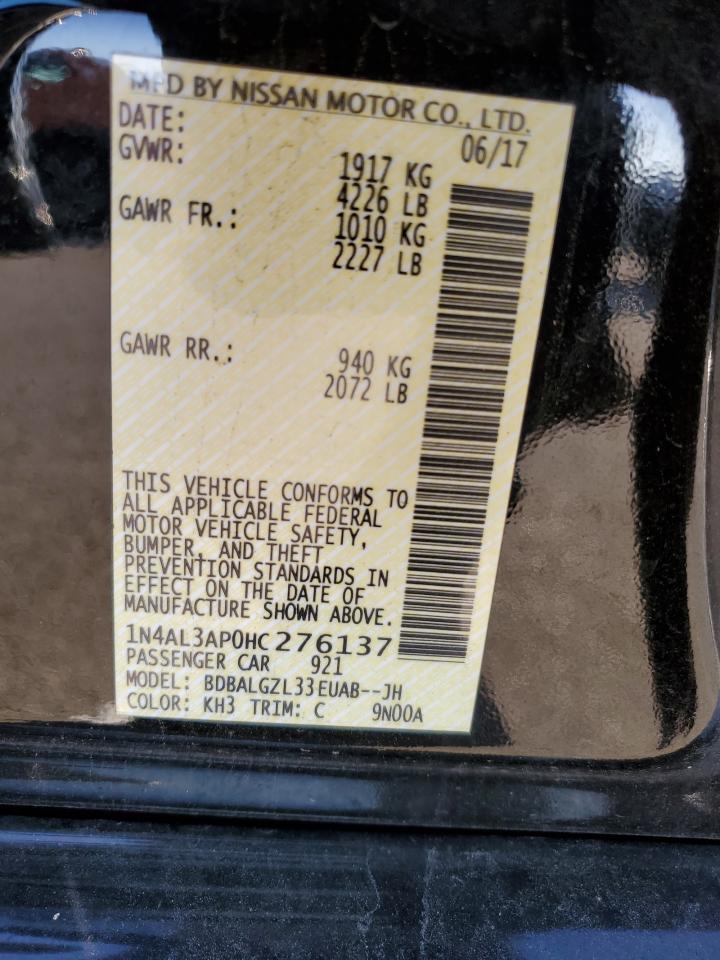 MFD BY NISSAN MOTOR CO., LTD.
DATE: 06/17
GVWR: 1917 KG
4226 LB
GAWR FR.: 1010 KG
2227 LB
GAWR RR.: 940 KG
2072 LB
THIS VEHICLE CONFORMS TO
ALL APPLICABLE FEDERAL
MOTOR VEHICLE SAFETY,
BUMPER, AND THEFT
PREVENTION STANDARDS IN
EFFECT ON THE DATE OF
MANUFACTURE SHOWN ABOVE.
1N4AL3AP0HC276137
PASSENGER CAR 921
MODEL: BDBALGZL33EUAB--JH
COLOR: KH3 TRIM: C 9N00A